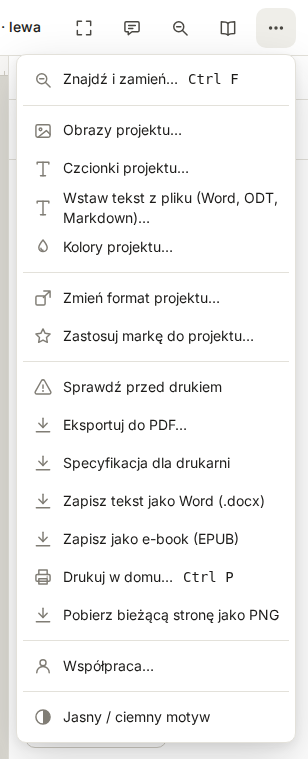 · lewa
Znajdź i zamień... Ctrl F
Obrazy projektu...
Czcionki projektu...
Wstaw tekst z pliku (Word, ODT,
Markdown)...
Kolory projektu...
Zmień format projektu...
Zastosuj markę do projektu...
Sprawdź przed drukiem
Eksportuj do PDF...
Specyfikacja dla drukarni
Zapisz tekst jako Word (.docx)
Zapisz jako e-book (EPUB)
Drukuj w domu... Ctrl P
Pobierz bieżącą stronę jako PNG
Współpraca...
Jasny / ciemny motyw